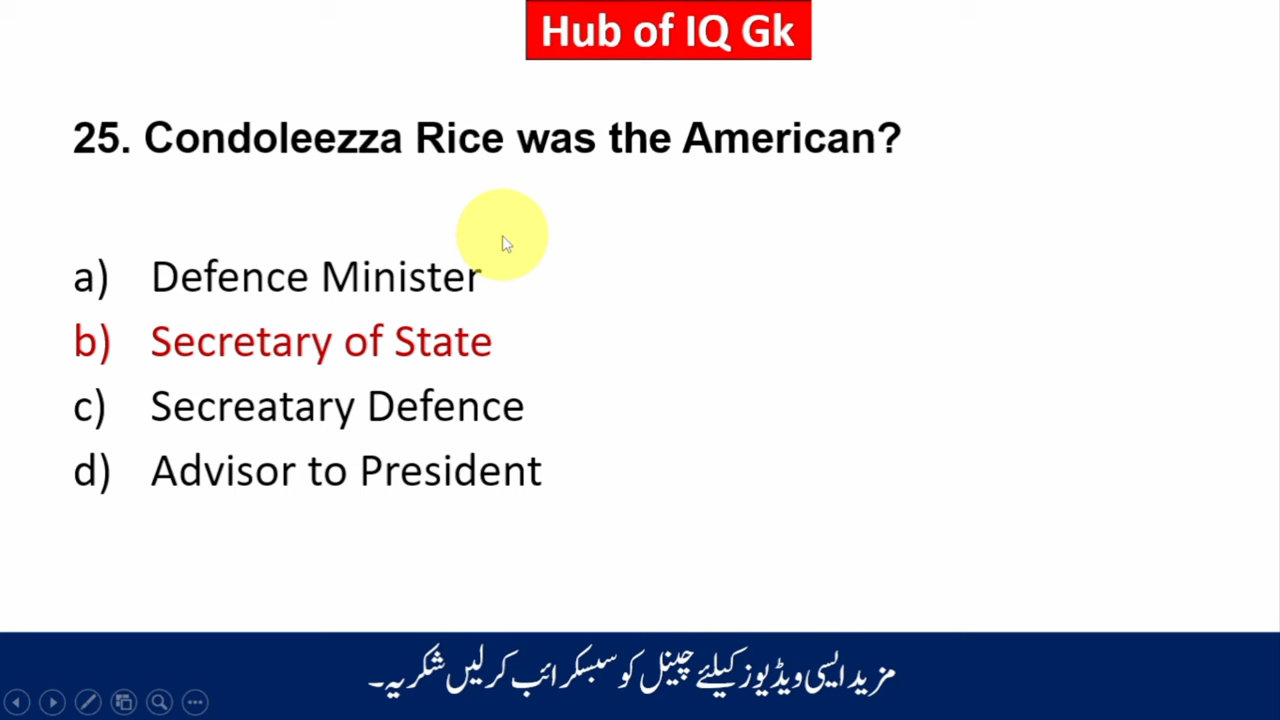 Hub of IQ Gk
25. Condoleezza Rice was the American?
a) Defence Minister
b) Secretary of State
c) Secreatary Defence
d) Advisor to President
مزید ایسی ویڈیوز کیلئے چینل کو سبسکرائب کر لیں شکریہ۔